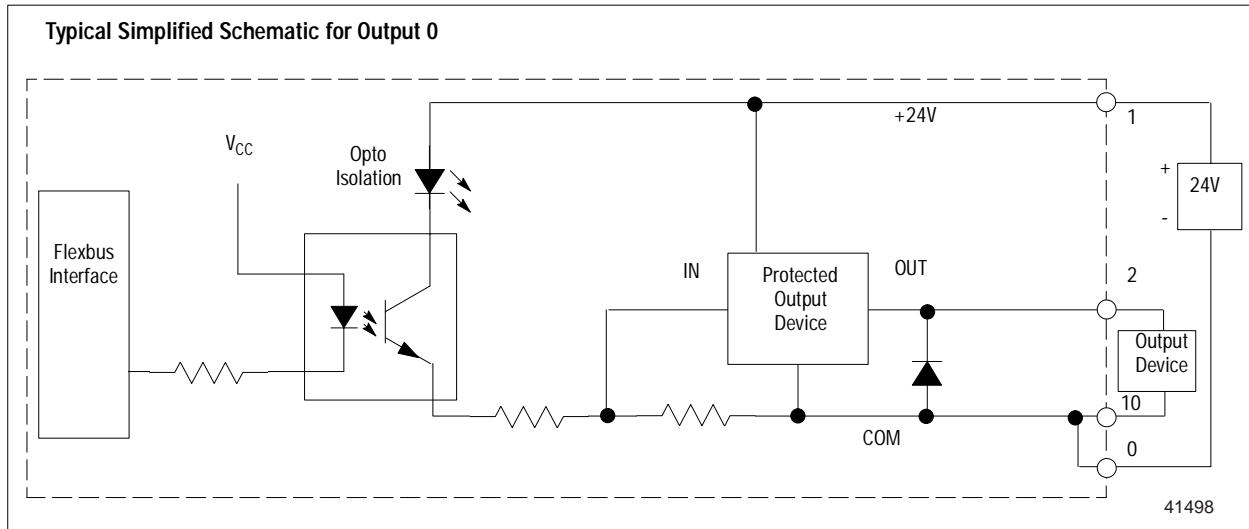 Typical Simplified Schematic for Output 0
+24V
1
VCC
Opto
Isolation
+
24V
-
Flexbus
Interface
IN
Protected
Output
Device
OUT
2
Output
Device
10
COM
0
41498